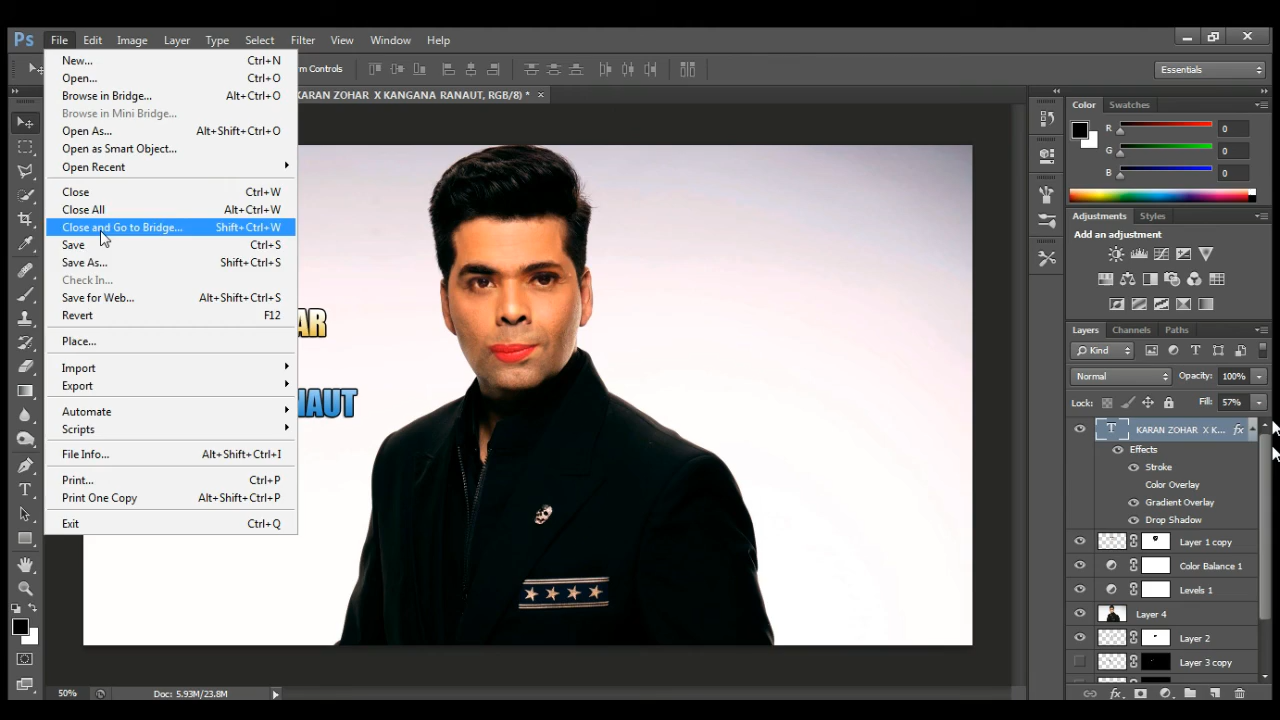 Ps File Edit Image Layer Type Select Filter View Window Help
rm Controls Essentials
KARAN ZOHAR X KANGANA RANAUT, RGB/8) * ×
New... Ctrl+N
Open... Ctrl+O
Browse in Bridge... Alt+Ctrl+O
Browse in Mini Bridge...
Open As... Alt+Shift+Ctrl+O
Open as Smart Object...
Open Recent
Close Ctrl+W
Close All Alt+Ctrl+W
Close and Go to Bridge... Shift+Ctrl+W
Save Ctrl+S
Save As... Shift+Ctrl+S
Check In...
Save for Web... Alt+Shift+Ctrl+S
Revert F12
Place...
Import
Export
Automate
Scripts
File Info... Alt+Shift+Ctrl+I
Print... Ctrl+P
Print One Copy Alt+Shift+Ctrl+P
Exit Ctrl+Q
AR
NAUT
Color Swatches
R 0
G 0
B 0
Adjustments Styles
Add an adjustment
Layers Channels Paths
Kind
Normal Opacity: 100%
Lock: Fill: 57%
T KARAN ZOHAR X K... fx
Effects
Stroke
Color Overlay
Gradient Overlay
Drop Shadow
Layer 1 copy
Color Balance 1
Levels 1
Layer 4
Layer 2
Layer 3 copy
50% Doc: 5.93M/23.8M